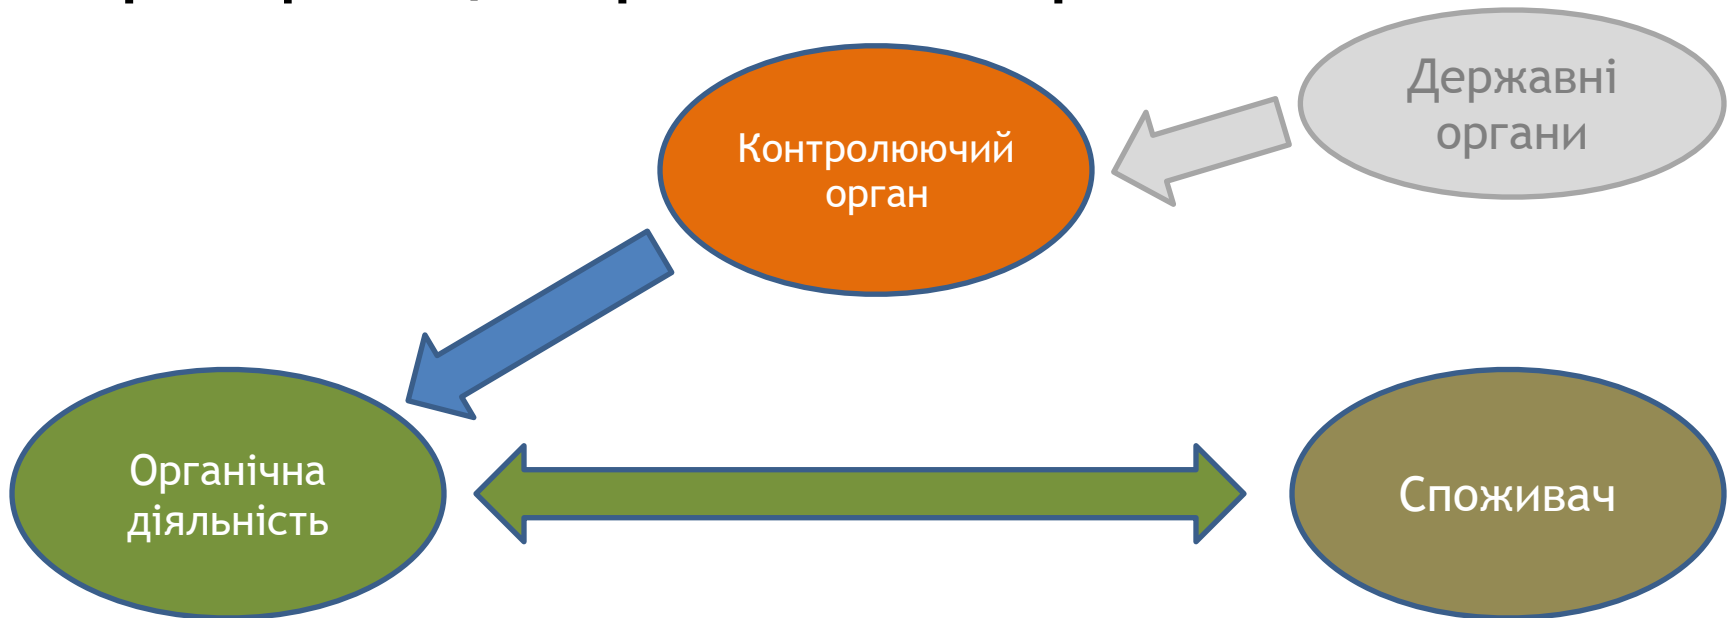 Державні
органи
Контролюючий
орган
Органічна
діяльність
Споживач